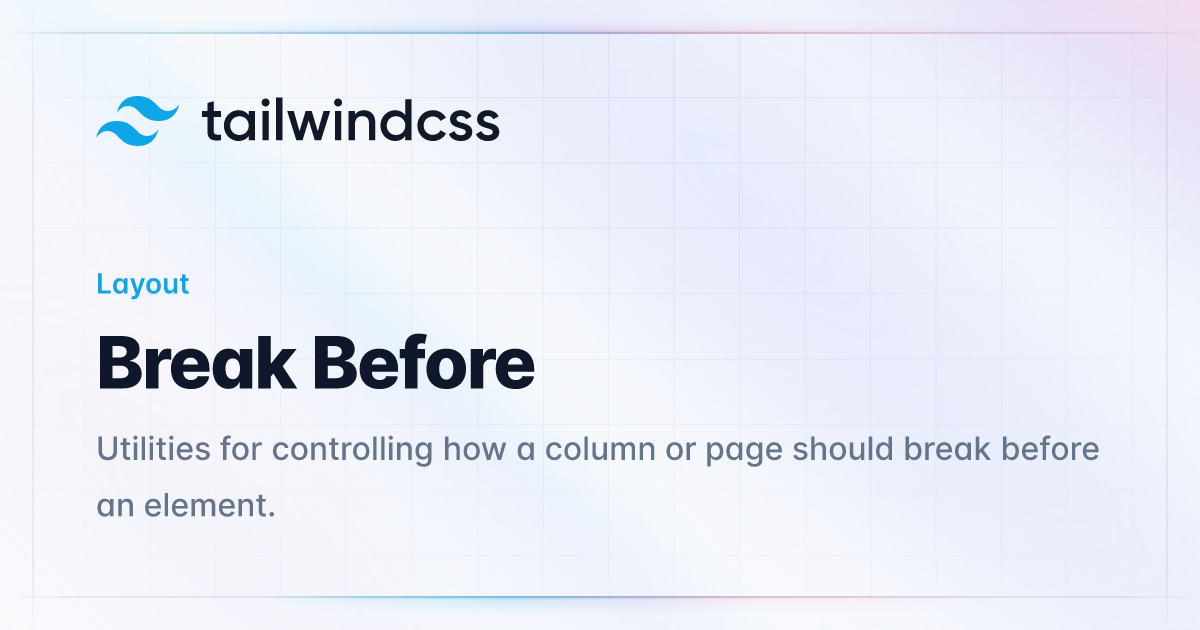 tailwindcss
Layout
Break Before
Utilities for controlling how a column or page should break before
an element.